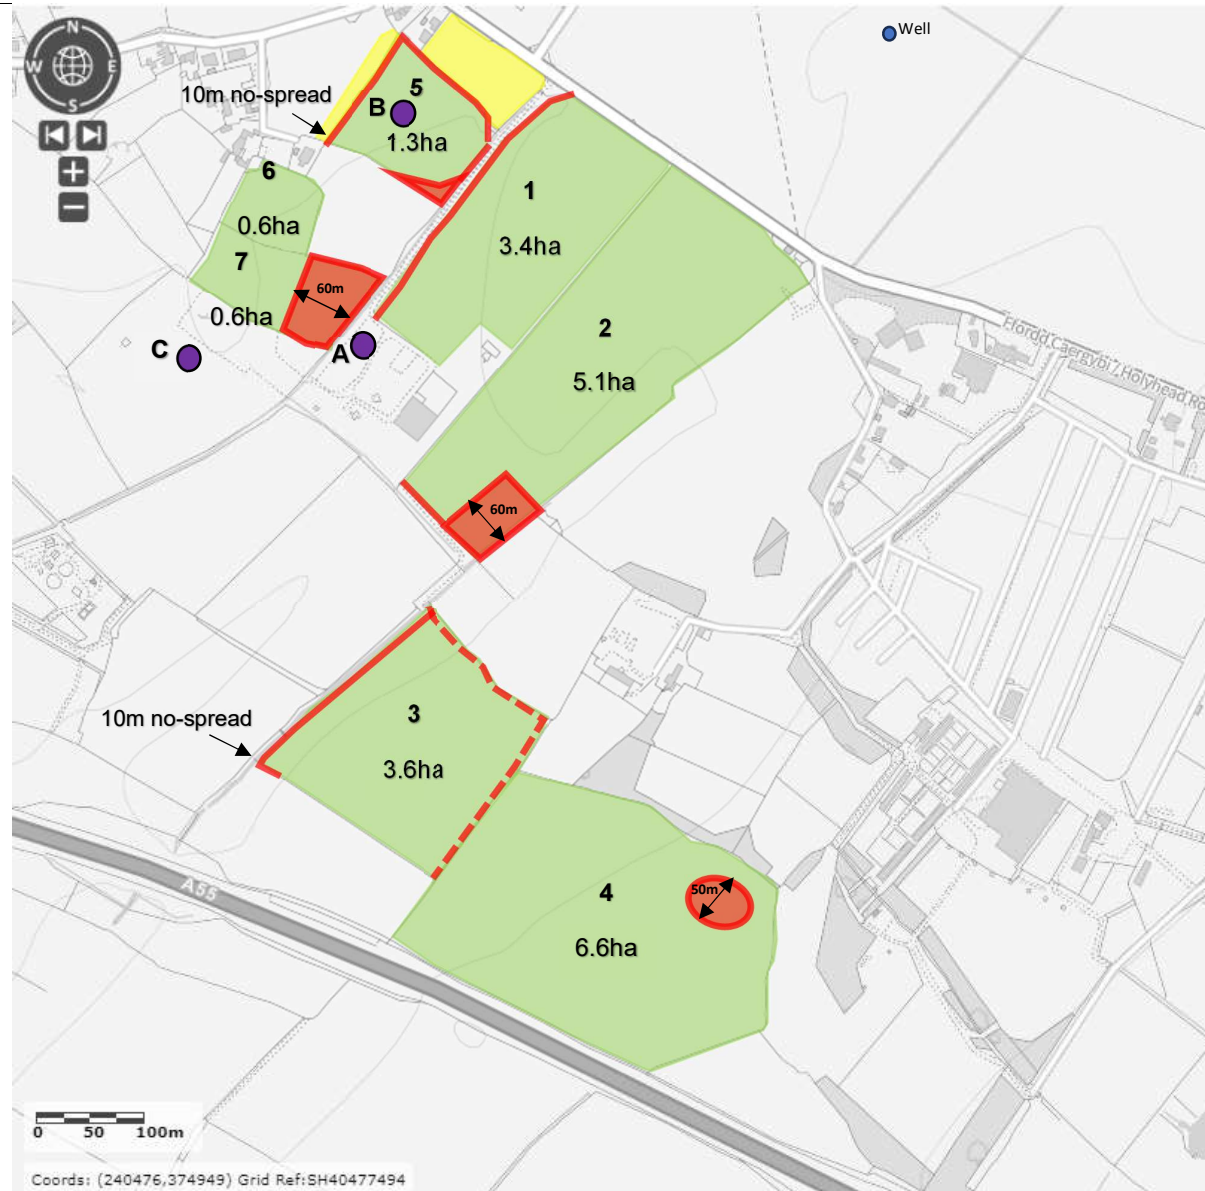 N
W
E
S
Well
10m no-spread
5
B
1.3ha
6
0.6ha
7
0.6ha
1
3.4ha
60m
A
C
2
5.1ha
Ffordd Caergybi / Holyhead Ro
60m
10m no-spread
3
3.6ha
4
50m
6.6ha
A55
0 50 100m
Coords: (240476,374949) Grid Ref:SH40477494